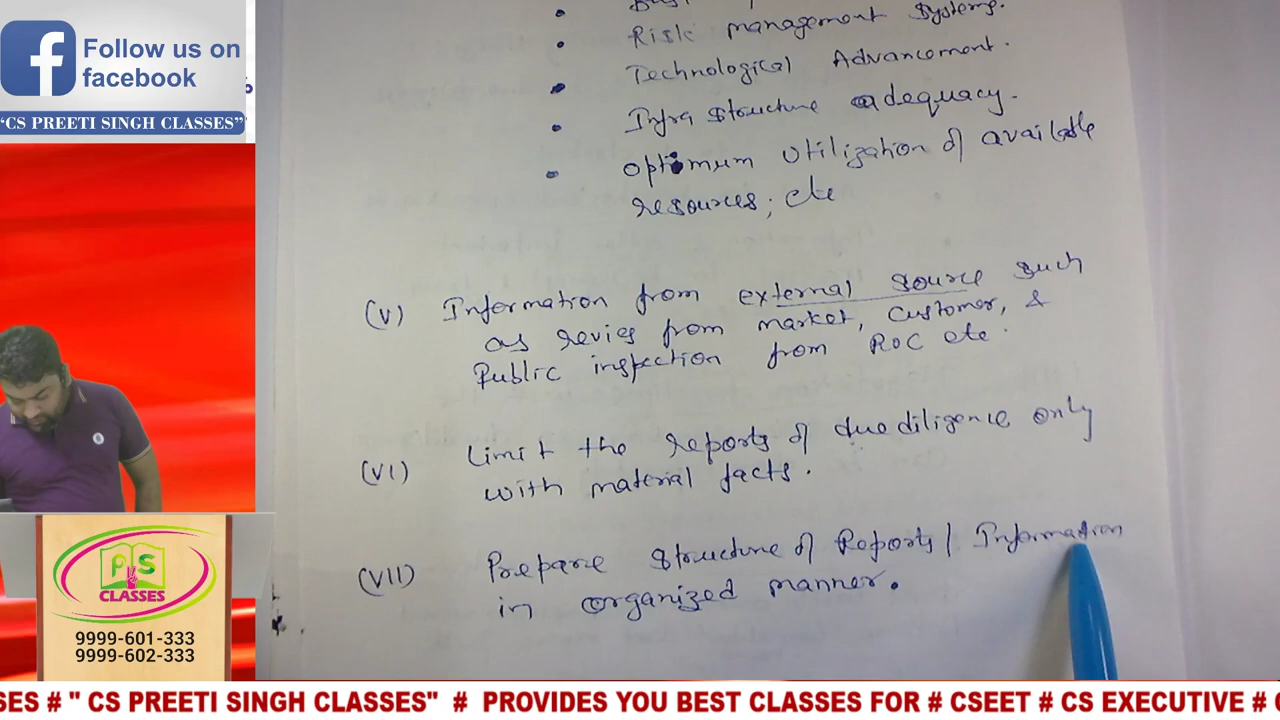 Follow us on
facebook
"CS PREETI SINGH CLASSES"
Risk management Systems.
Technological Advancement.
Infra structure adequacy.
optimum utilization of available
resources, etc
(V) Information from external source such
as revies from market, customer, &
Public inspection from ROC etc.
(VI) Limit the reports of due diligence only
with material facts.
(VII) Prepare structure of Reports/ Information
in organized manner.
PS
CLASSES
9999-601-333
9999-602-333
SES # " CS PREETI SINGH CLASSES" # PROVIDES YOU BEST CLASSES FOR # CSEET # CS EXECUTIVE #